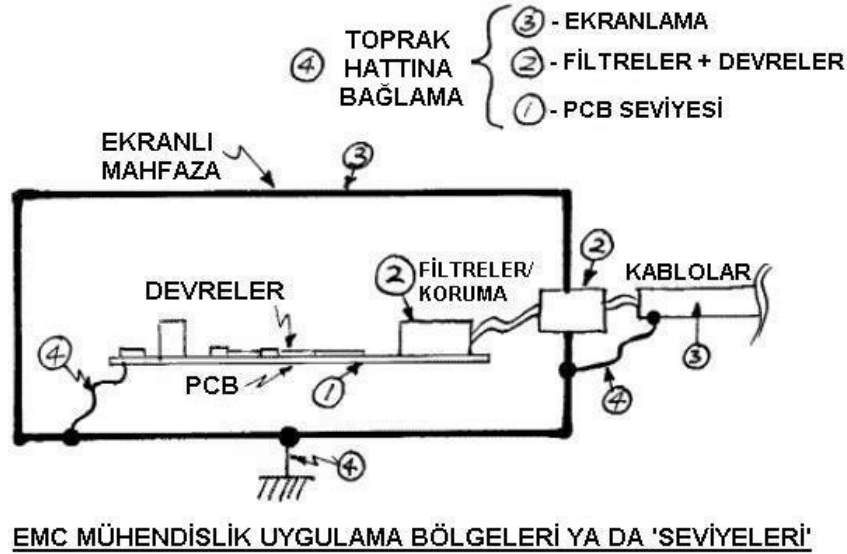 ④ TOPRAK
HATTINA
BAĞLAMA
③ - EKRANLAMA
② - FİLTRELER + DEVRELER
① - PCB SEVİYESİ
EKRANLI
MAHFAZA
③
②
KABLOLAR
② FİLTRELER/
KORUMA
DEVRELER
④
PCB
①
③
④
④
EMC MÜHENDİSLİK UYGULAMA BÖLGELERİ YA DA 'SEVİYELERİ'